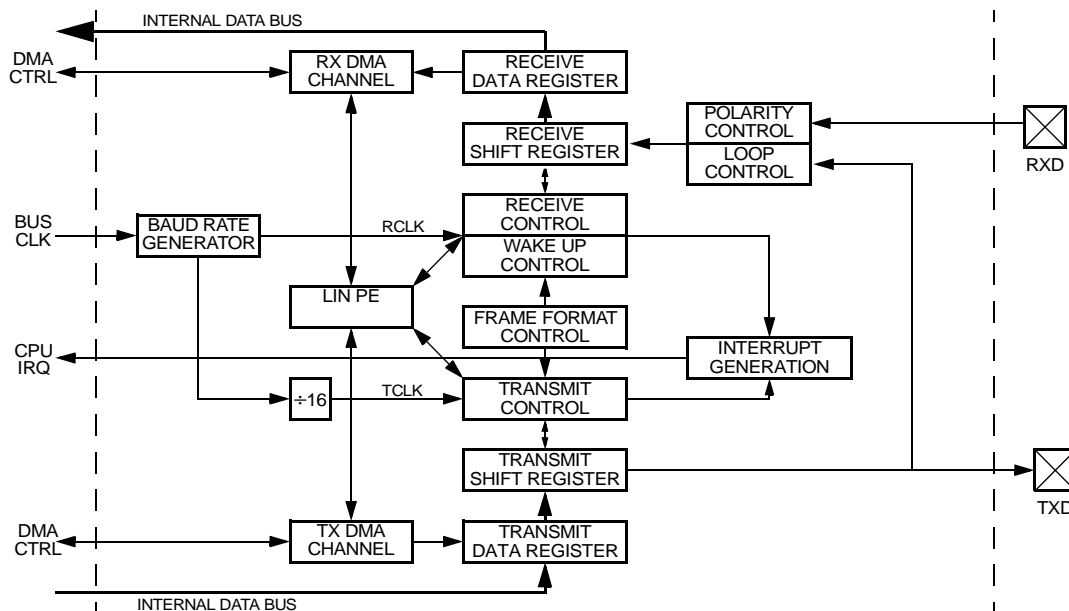 INTERNAL DATA BUS
DMA
CTRL
RX DMA
CHANNEL
RECEIVE
DATA REGISTER
RECEIVE
SHIFT REGISTER
POLARITY
CONTROL
LOOP
CONTROL
RXD
BUS
CLK
BAUD RATE
GENERATOR
RCLK
RECEIVE
CONTROL
WAKE UP
CONTROL
LIN PE
FRAME FORMAT
CONTROL
CPU
IRQ
INTERRUPT
GENERATION
÷16
TCLK
TRANSMIT
CONTROL
TRANSMIT
SHIFT REGISTER
TXD
DMA
CTRL
TX DMA
CHANNEL
TRANSMIT
DATA REGISTER
INTERNAL DATA BUS